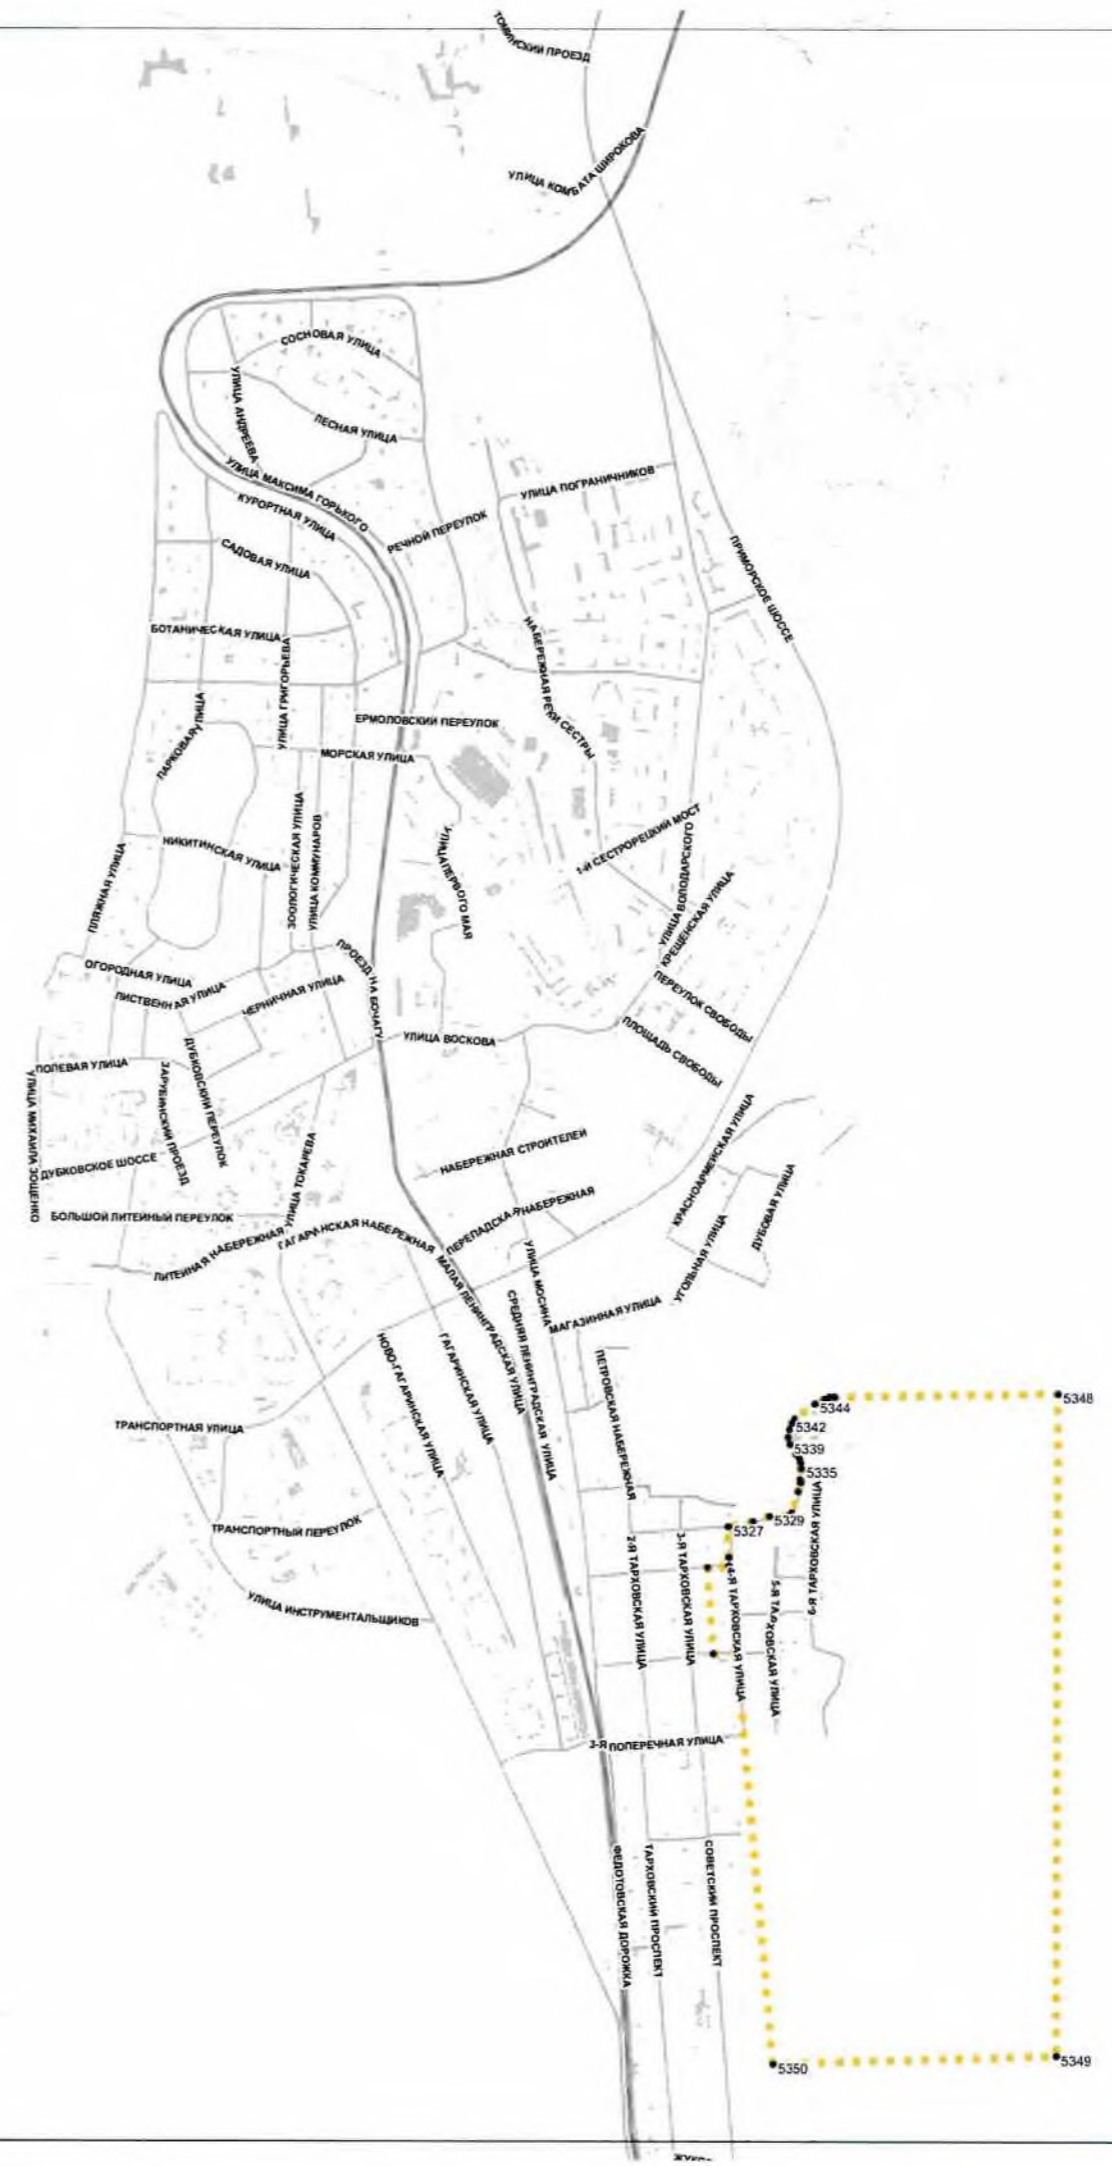 ТОННУСКИЙ ПРОЕЗД
УЛИЦА КОМБАТА ШИРОКОВА
СОСНОВАЯ УЛИЦА
УЛИЦА АНДРЕЕВА
ЛЕСНАЯ УЛИЦА
УЛИЦА МАКСИМА ГОРЬКОГО
УЛИЦА ПОГРАНИЧНИКОВ
КУРОРТНАЯ УЛИЦА
РЕЧНОЙ ПЕРЕУЛОК
САДОВАЯ УЛИЦА
ПРИМОРСКОЕ ШОССЕ
БОТАНИЧЕСКАЯ УЛИЦА
УЛИЦА ГРИГОРЬЕВА
НАБЕРЕЖНАЯ РЕКИ СЕСТРЫ
ПАРКОВАЯ УЛИЦА
ЕРМОЛОВСКИЙ ПЕРЕУЛОК
МОРСКАЯ УЛИЦА
НИКИТИНСКАЯ УЛИЦА
ЗООЛОГИЧЕСКАЯ УЛИЦА
УЛИЦА КОММУНАРОВ
УЛИЦА ПЕРВОГО МАЯ
1-Й СЕСТРОРЕЦКИЙ МОСТ
УЛИЦА ВОЛОДАРСКОГО
КРЕЩЕНСКАЯ УЛИЦА
ПЛЯЖНАЯ УЛИЦА
ОГОРОДНАЯ УЛИЦА
ЛИСТВЕННАЯ УЛИЦА
ЧЕРНИЧНАЯ УЛИЦА
ПРОЕЗД НА БОЧАГУ
ПЕРЕУЛОК СВОБОДЫ
ПЛОЩАДЬ СВОБОДЫ
УЛИЦА ВОСКОВА
ПОЛЕВАЯ УЛИЦА
УЛИЦА МИХАИЛА ЗОЩЕНКО
ЗАРУБИНСКИЙ ПРОЕЗД
ДУБКОВСКИЙ ПЕРЕУЛОК
ДУБКОВСКОЕ ШОССЕ
УЛИЦА ТОКАРЕВА
НАБЕРЕЖНАЯ СТРОИТЕЛЕЙ
КРАСНОАРМЕЙСКАЯ УЛИЦА
ДУБОВАЯ УЛИЦА
БОЛЬШОЙ ЛИТЕЙНЫЙ ПЕРЕУЛОК
ЛИТЕЙНАЯ НАБЕРЕЖНАЯ
ГАГАРИНСКАЯ НАБЕРЕЖНАЯ
ПЕРЕПАДСКАЯ НАБЕРЕЖНАЯ
УГОЛЬНАЯ УЛИЦА
УЛИЦА МОСИНА
МАЛАЯ ЛЕНИНГРАДСКАЯ УЛИЦА
СРЕДНЯЯ ЛЕНИНГРАДСКАЯ УЛИЦА
МАГАЗИННАЯ УЛИЦА
НОВО-ГАГАРИНСКАЯ УЛИЦА
ГАГАРИНСКАЯ УЛИЦА
ПЕТРОВСКАЯ НАБЕРЕЖНАЯ
ТРАНСПОРТНАЯ УЛИЦА
ТРАНСПОРТНЫЙ ПЕРЕУЛОК
УЛИЦА ИНСТРУМЕНТАЛЬЩИКОВ
5348
5344
5342
5339
5335
5329
5327
2-Я ТАРХОВСКАЯ УЛИЦА
3-Я ТАРХОВСКАЯ УЛИЦА
4-Я ТАРХОВСКАЯ УЛИЦА
5-Я ТАРХОВСКАЯ УЛИЦА
6-Я ТАРХОВСКАЯ УЛИЦА
3-Я ПОПЕРЕЧНАЯ УЛИЦА
ФЕДОТОВСКАЯ ДОРОЖКА
ТАРХОВСКИЙ ПРОСПЕКТ
СОВЕТСКИЙ ПРОСПЕКТ
5350
5349